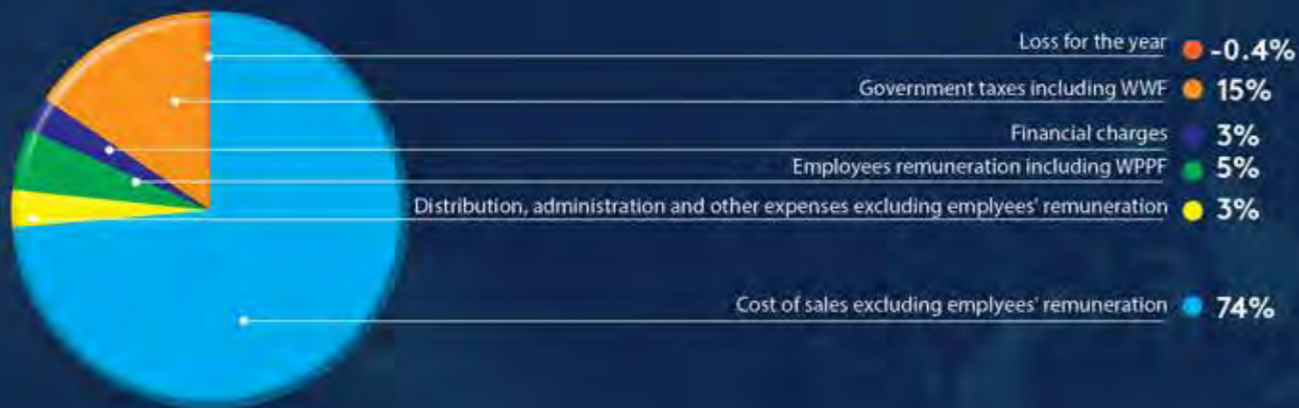 Loss for the year -0.4%
Government taxes including WWF 15%
Financial charges 3%
Employees remuneration including WPPF 5%
Distribution, administration and other expenses excluding emplyees' remuneration 3%
Cost of sales excluding emplyees' remuneration 74%